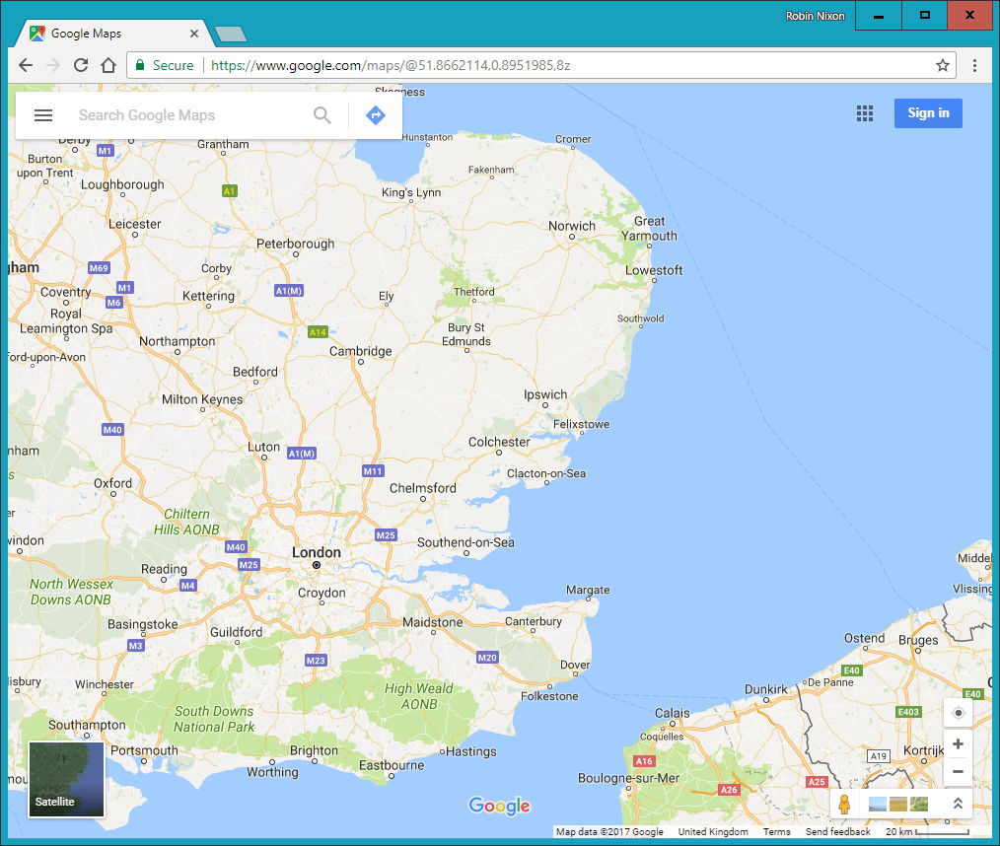 Robin Nixon
Google Maps
Secure
https://www.google.com/maps/@51.8662114,0.8951985,8z
Skegness
Search Google Maps
Sign in
Derby
Grantham
Hunstanton
Cromer
M1
Burton
upon Trent
Fakenham
Loughborough
A1
King's Lynn
Leicester
Norwich
Great
Yarmouth
Peterborough
gham
M69
Corby
Lowestoft
Coventry
M1
Kettering
A1(M)
Ely
Thetford
M6
Royal
Leamington Spa
Southwold
A14
Bury St
Edmunds
Northampton
Cambridge
ford-upon-Avon
Bedford
Milton Keynes
Ipswich
M40
Felixstowe
nham
Luton
A1(M)
Colchester
M11
Clacton-on-Sea
Oxford
Chelmsford
Chiltern
Hills AONB
M25
windon
M40
London
Southend-on-Sea
M25
Reading
Middel
North Wessex
Downs AONB
M4
Croydon
Margate
Vlissing
Basingstoke
Guildford
Maidstone
Canterbury
M3
M23
M20
Ostend
Bruges
Dover
E40
lisbury
Winchester
High Weald
AONB
Folkestone
Dunkirk
De Panne
E40
South Downs
National Park
Calais
E403
Southampton
Coquelles
Portsmouth
Brighton
Hastings
A16
A19
Kortrijk
Worthing
Eastbourne
Boulogne-sur-Mer
A25
A26
mou
Satellite
Google
Map data ©2017 Google
United Kingdom
Terms
Send feedback
20 km